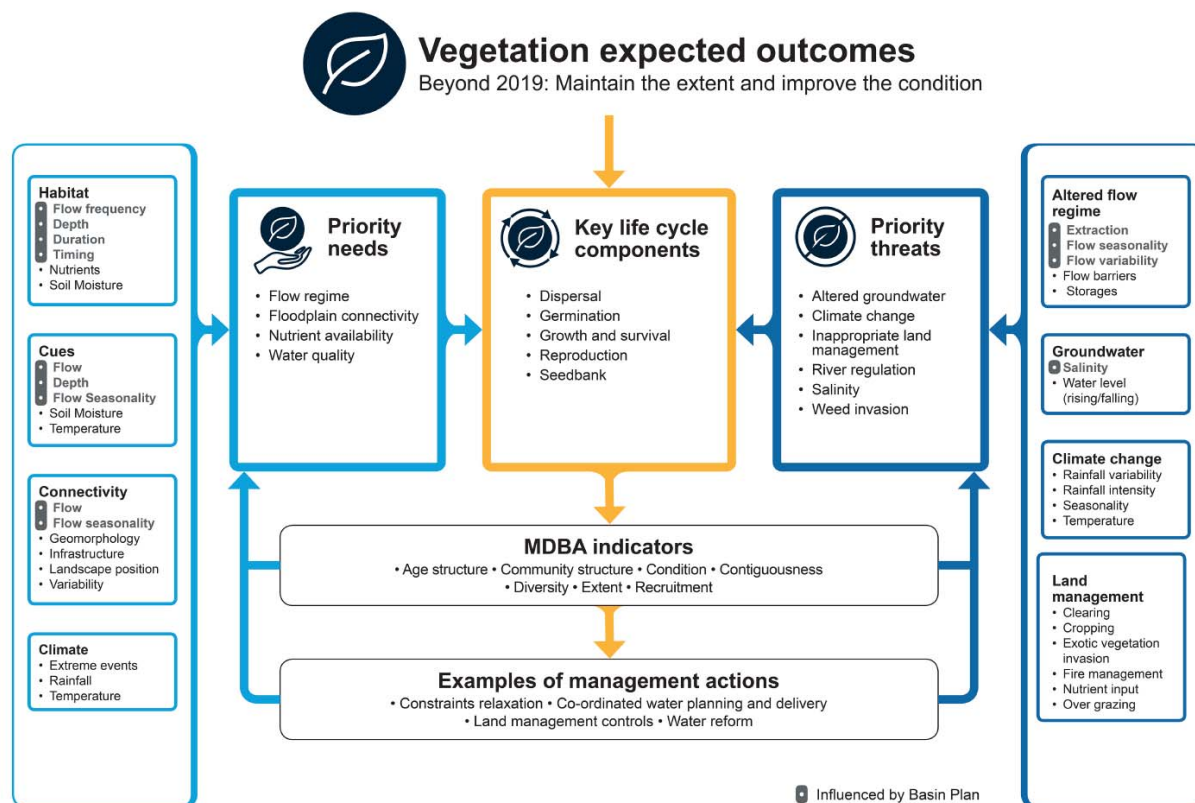 Vegetation expected outcomes
Beyond 2019: Maintain the extent and improve the condition
Habitat
• Flow frequency
• Depth
• Duration
• Timing
• Nutrients
• Soil Moisture
Cues
• Flow
• Depth
• Flow Seasonality
• Soil Moisture
• Temperature
Connectivity
• Flow
• Flow seasonality
• Geomorphology
• Infrastructure
• Landscape position
• Variability
Climate
• Extreme events
• Rainfall
• Temperature
Priority
needs
• Flow regime
• Floodplain connectivity
• Nutrient availability
• Water quality
Key life cycle
components
• Dispersal
• Germination
• Growth and survival
• Reproduction
• Seedbank
Priority
threats
• Altered groundwater
• Climate change
• Inappropriate land
management
• River regulation
• Salinity
• Weed invasion
Altered flow
regime
• Extraction
• Flow seasonality
• Flow variability
• Flow barriers
• Storages
Groundwater
• Salinity
• Water level
(rising/falling)
Climate change
• Rainfall variability
• Rainfall intensity
• Seasonality
• Temperature
Land
management
• Clearing
• Cropping
• Exotic vegetation
invasion
• Fire management
• Nutrient input
• Over grazing
MDBA indicators
• Age structure • Community structure • Condition • Contiguousness
• Diversity • Extent • Recruitment
Examples of management actions
• Constraints relaxation • Co-ordinated water planning and delivery
• Land management controls • Water reform
Influenced by Basin Plan